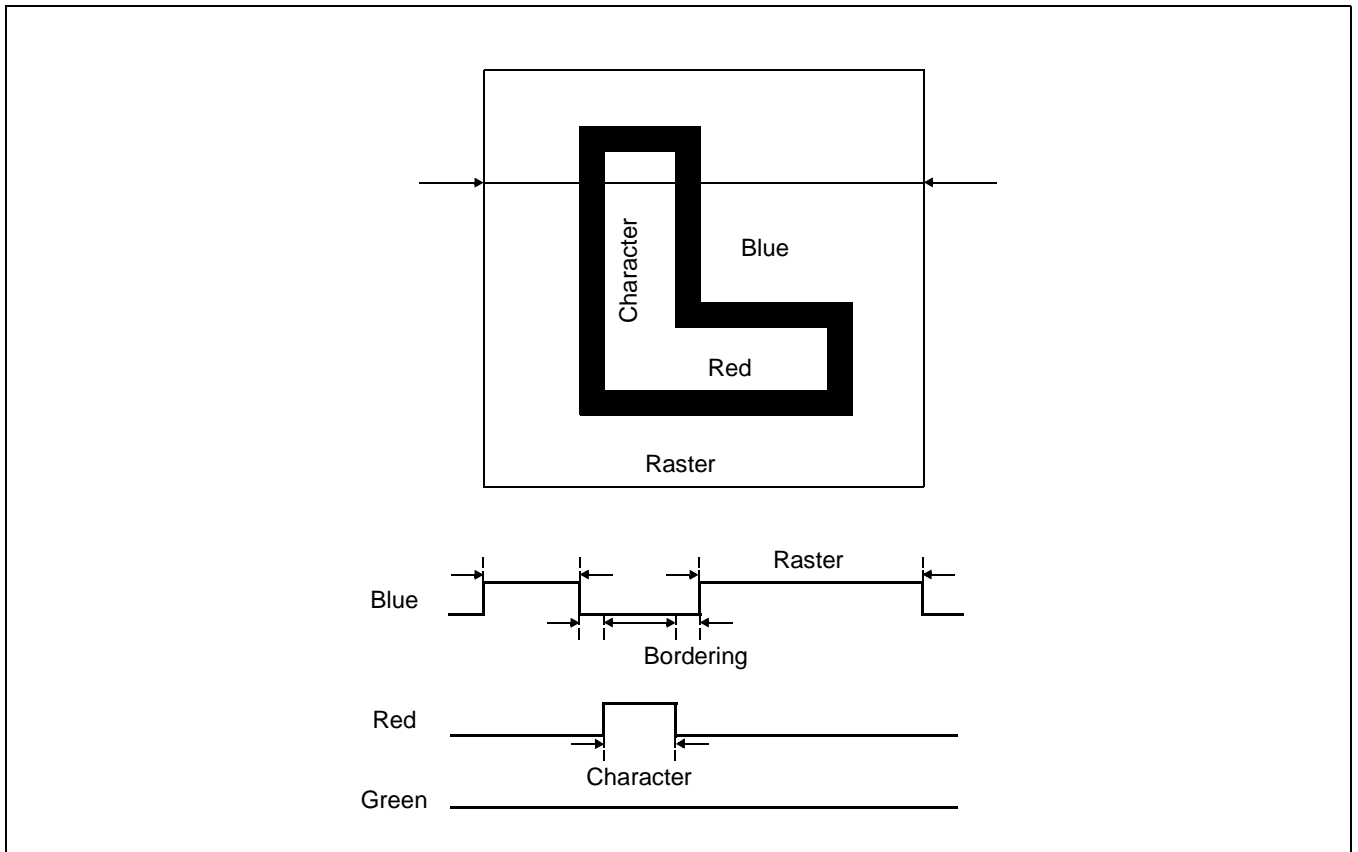 Character
Blue
Red
Raster
Raster
Blue
Bordering
Red
Character
Green